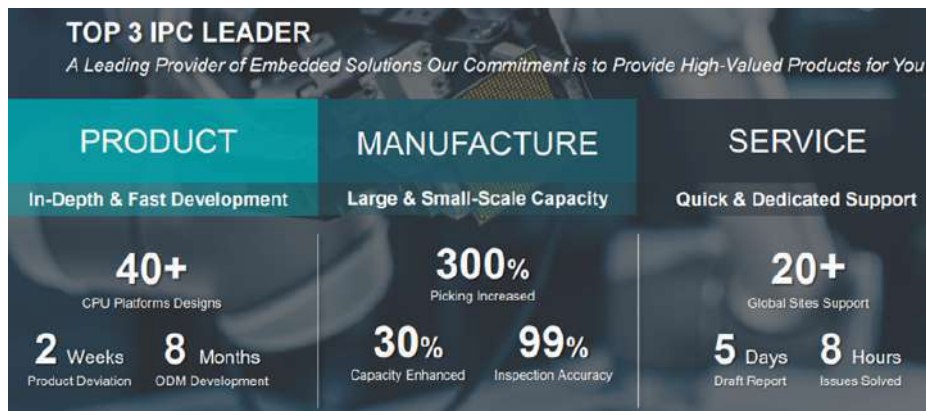 TOP 3 IPC LEADER
A Leading Provider of Embedded Solutions Our Commitment is to Provide High-Valued Products for You
PRODUCT
In-Depth & Fast Development
40+
CPU Platforms Designs
2 Weeks
Product Deviation
8 Months
ODM Development
MANUFACTURE
Large & Small-Scale Capacity
300%
Picking Increased
30%
Capacity Enhanced
99%
Inspection Accuracy
SERVICE
Quick & Dedicated Support
20+
Global Sites Support
5 Days
Draft Report
8 Hours
Issues Solved